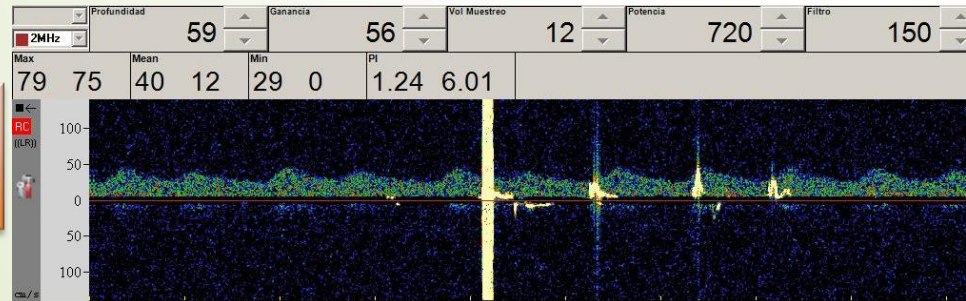 Profundidad Ganancia Vol Muestreo Potencia Filtro
2MHz 59 56 12 720 150
Max Mean Min PI
79 75 40 12 29 0 1.24 6.01
RC
((LR))
100
50
0
50
100
cm/s